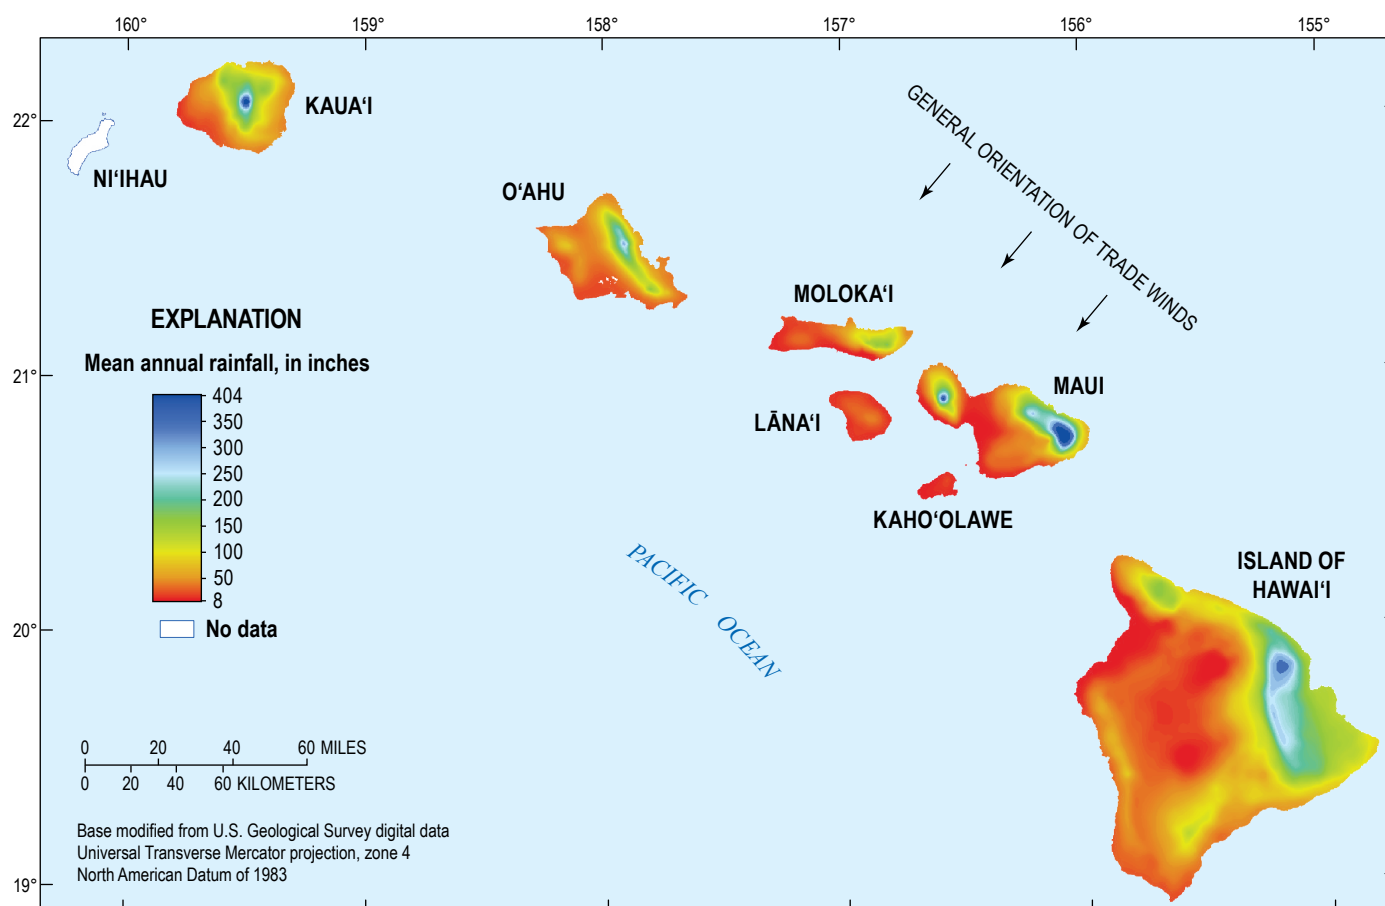 160°
159°
158°
157°
156°
155°
22°
21°
20°
19°
KAUA‘I
NI‘IHAU
O‘AHU
MOLOKA‘I
LĀNA‘I
MAUI
KAHO‘OLAWE
ISLAND OF
HAWAI‘I
GENERAL ORIENTATION OF TRADE WINDS
PACIFIC OCEAN
EXPLANATION
Mean annual rainfall, in inches
404
350
300
250
200
150
100
50
8
No data
0 20 40 60 MILES
0 20 40 60 KILOMETERS
Base modified from U.S. Geological Survey digital data
Universal Transverse Mercator projection, zone 4
North American Datum of 1983